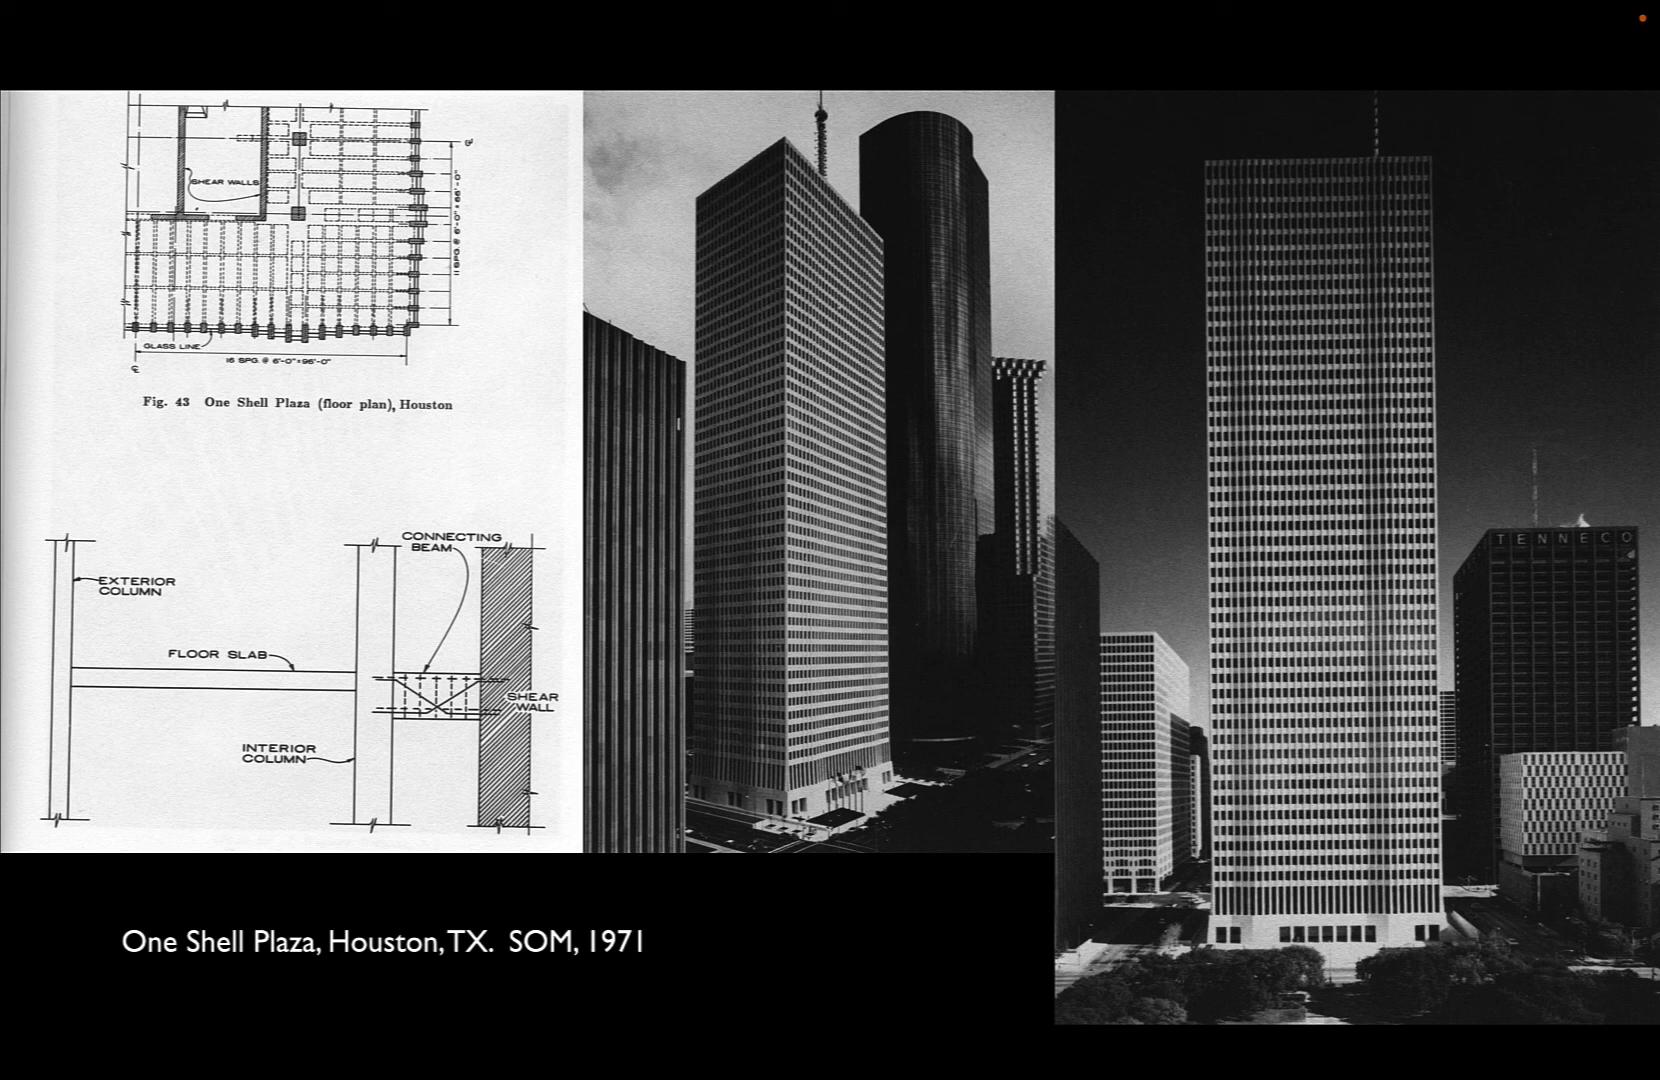 SHEAR WALLS
11 SPG. @ 6'-0"=66'-0"
GLASS LINE
16 SPG. @ 6'-0"=96'-0"
Fig. 43 One Shell Plaza (floor plan), Houston
CONNECTING
BEAM
EXTERIOR
COLUMN
FLOOR SLAB
SHEAR
WALL
INTERIOR
COLUMN
TENNECO
One Shell Plaza, Houston, TX. SOM, 1971